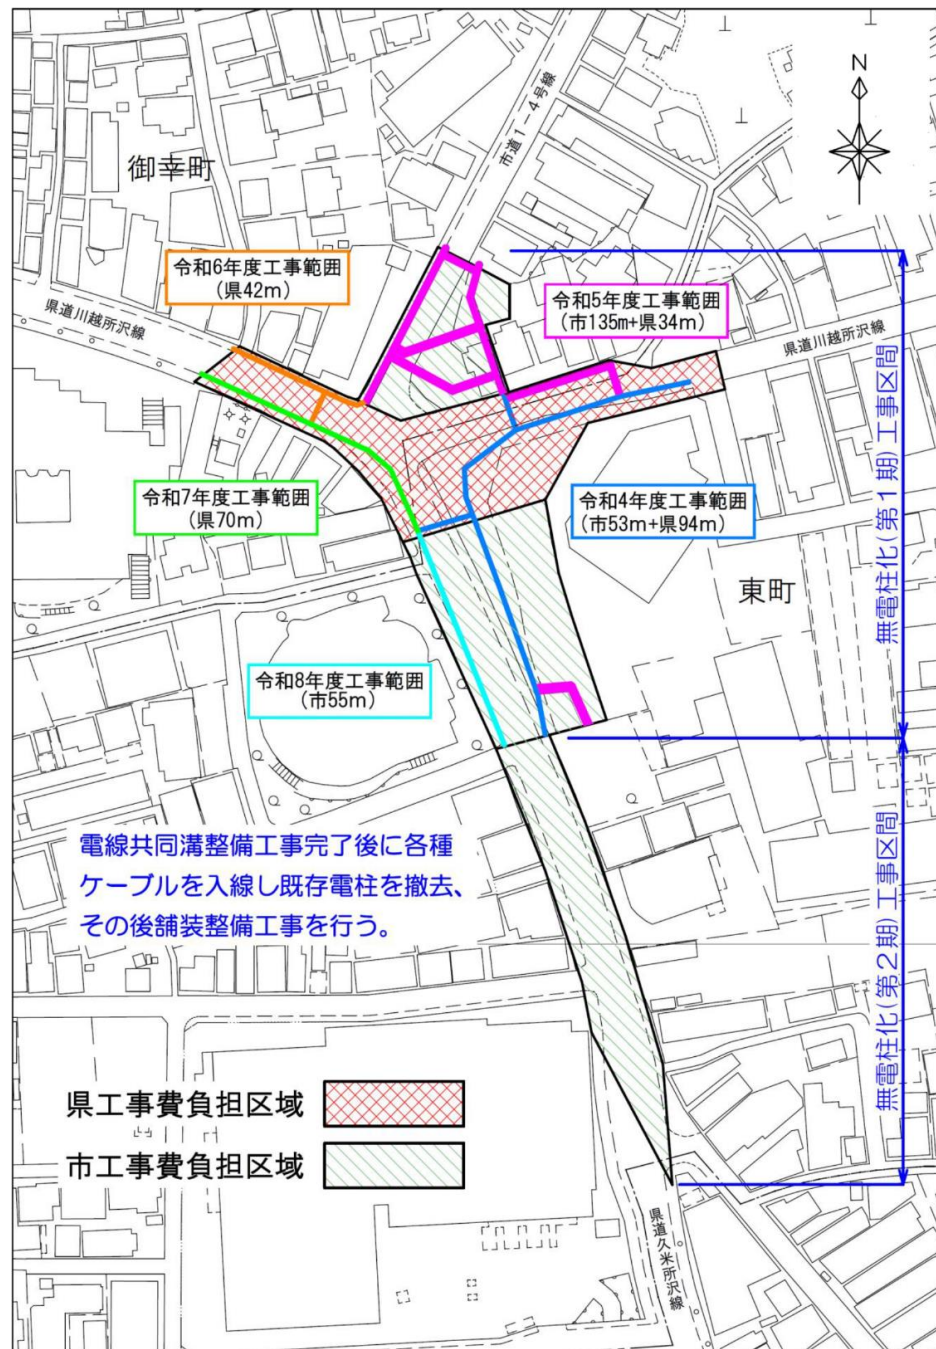 N
市道1-4号線
御幸町
令和6年度工事範囲
(県42m)
令和5年度工事範囲
(市135m+県34m)
県道川越所沢線
県道川越所沢線
無電柱化(第1期)工事区間
令和7年度工事範囲
(県70m)
令和4年度工事範囲
(市53m+県94m)
東町
令和8年度工事範囲
(市55m)
電線共同溝整備工事完了後に各種
ケーブルを入線し既存電柱を撤去、
その後舗装整備工事を行う。
無電柱化(第2期)工事区間
県工事費負担区域
市工事費負担区域
県道久米所沢線